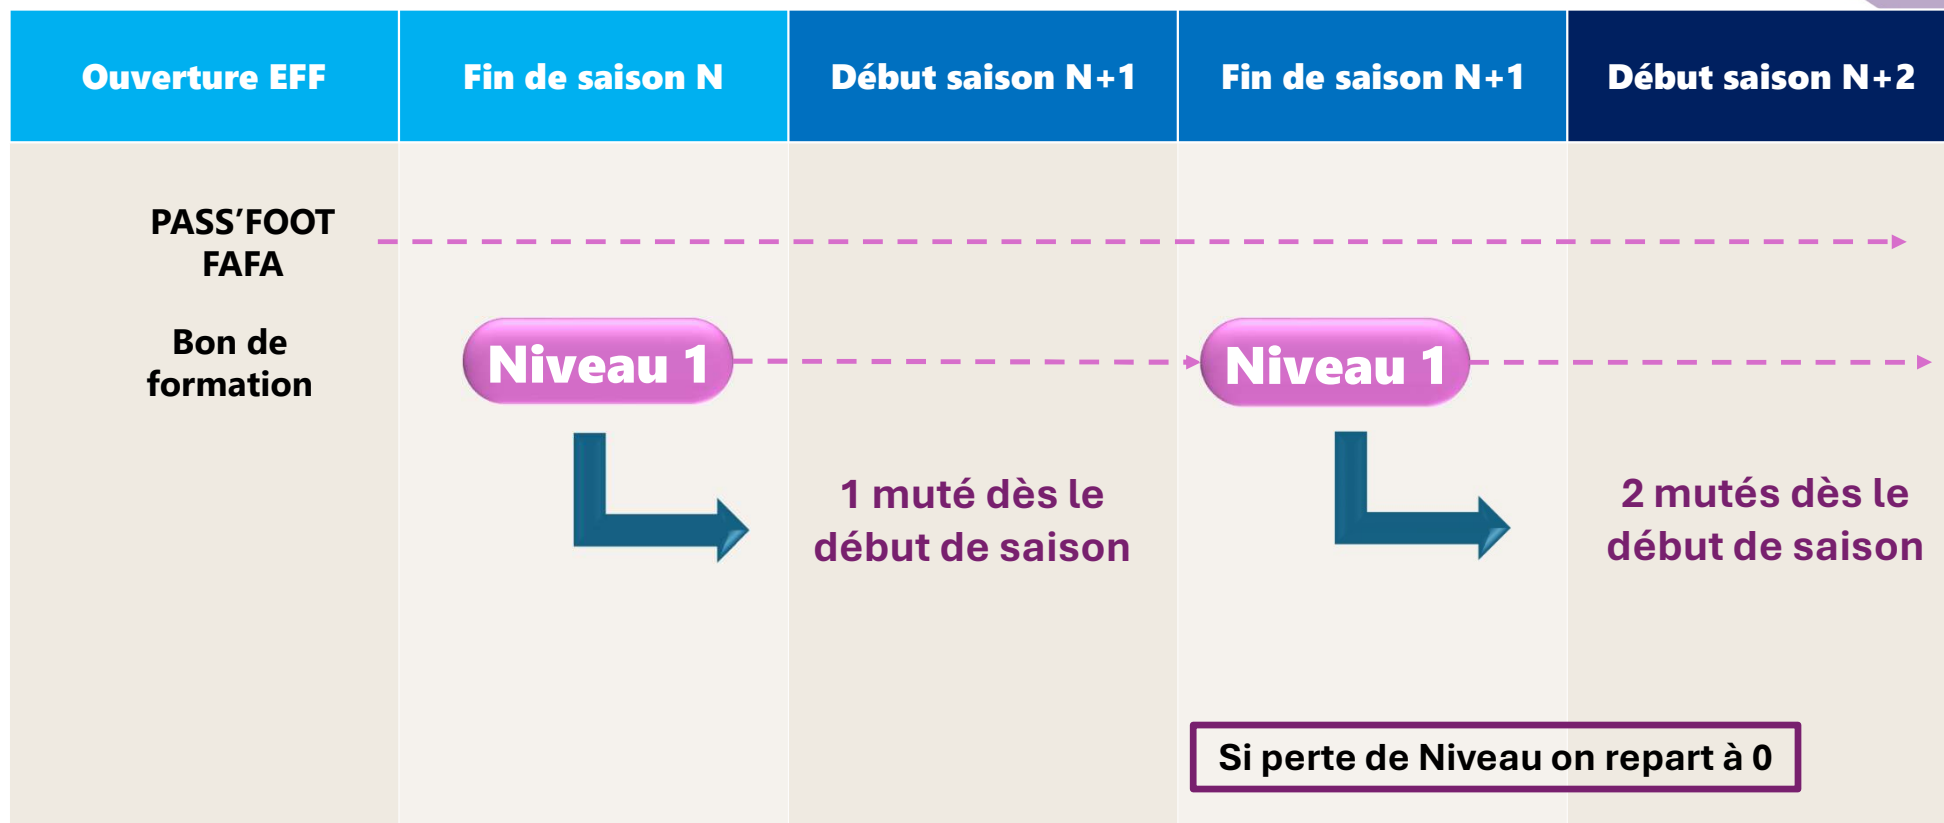 Ouverture EFF
Fin de saison N
Début saison N+1
Fin de saison N+1
Début saison N+2
PASS’FOOT
FAFA
Bon de
formation
Niveau 1
Niveau 1
1 muté dès le
début de saison
2 mutés dès le
début de saison
Si perte de Niveau on repart à 0